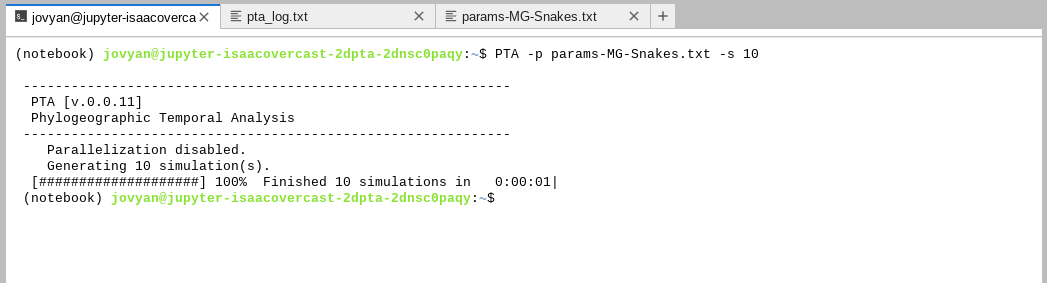 jovyan@jupyter-isaacoverca
pta_log.txt
params-MG-Snakes.txt
(notebook) jovyan@jupyter-isaacovercast-2dpta-2dnsc0paqy:~$ PTA -p params-MG-Snakes.txt -s 10
-------------------------------------------------------------
PTA [v.0.0.11]
Phylogeographic Temporal Analysis
-------------------------------------------------------------
Parallelization disabled.
Generating 10 simulation(s).
[####################] 100%  Finished 10 simulations in   0:00:01|
(notebook) jovyan@jupyter-isaacovercast-2dpta-2dnsc0paqy:~$